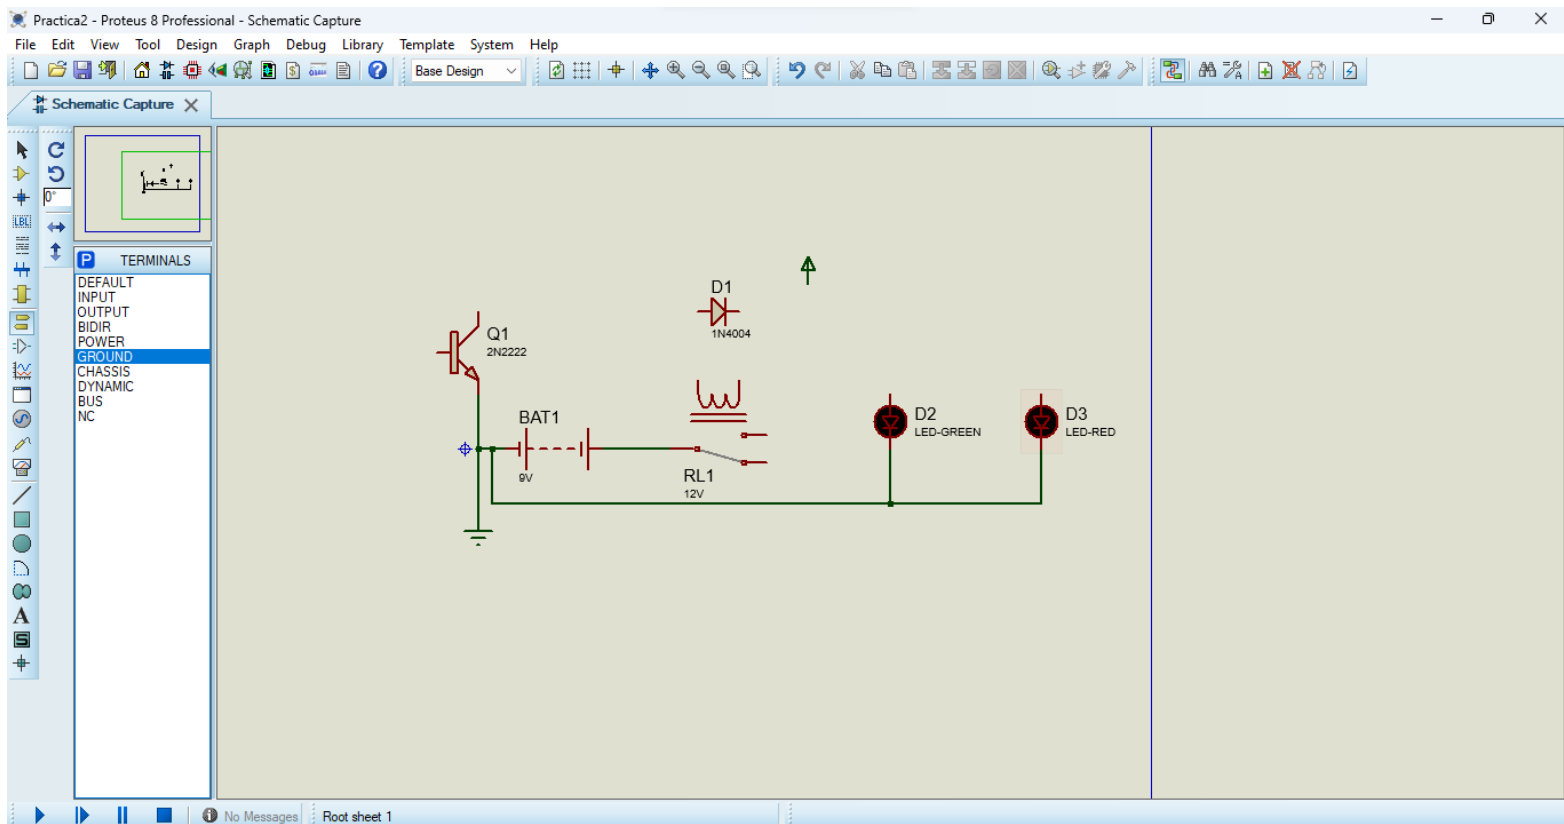 Practica2 - Proteus 8 Professional - Schematic Capture
File Edit View Tool Design Graph Debug Library Template System Help
Base Design
Schematic Capture
0°
LBL
P TERMINALS
DEFAULT
INPUT
OUTPUT
BIDIR
POWER
GROUND
CHASSIS
DYNAMIC
BUS
NC
A
S
D1
1N4004
Q1
2N2222
BAT1
9V
RL1
12V
D2
LED-GREEN
D3
LED-RED
No Messages
Root sheet 1